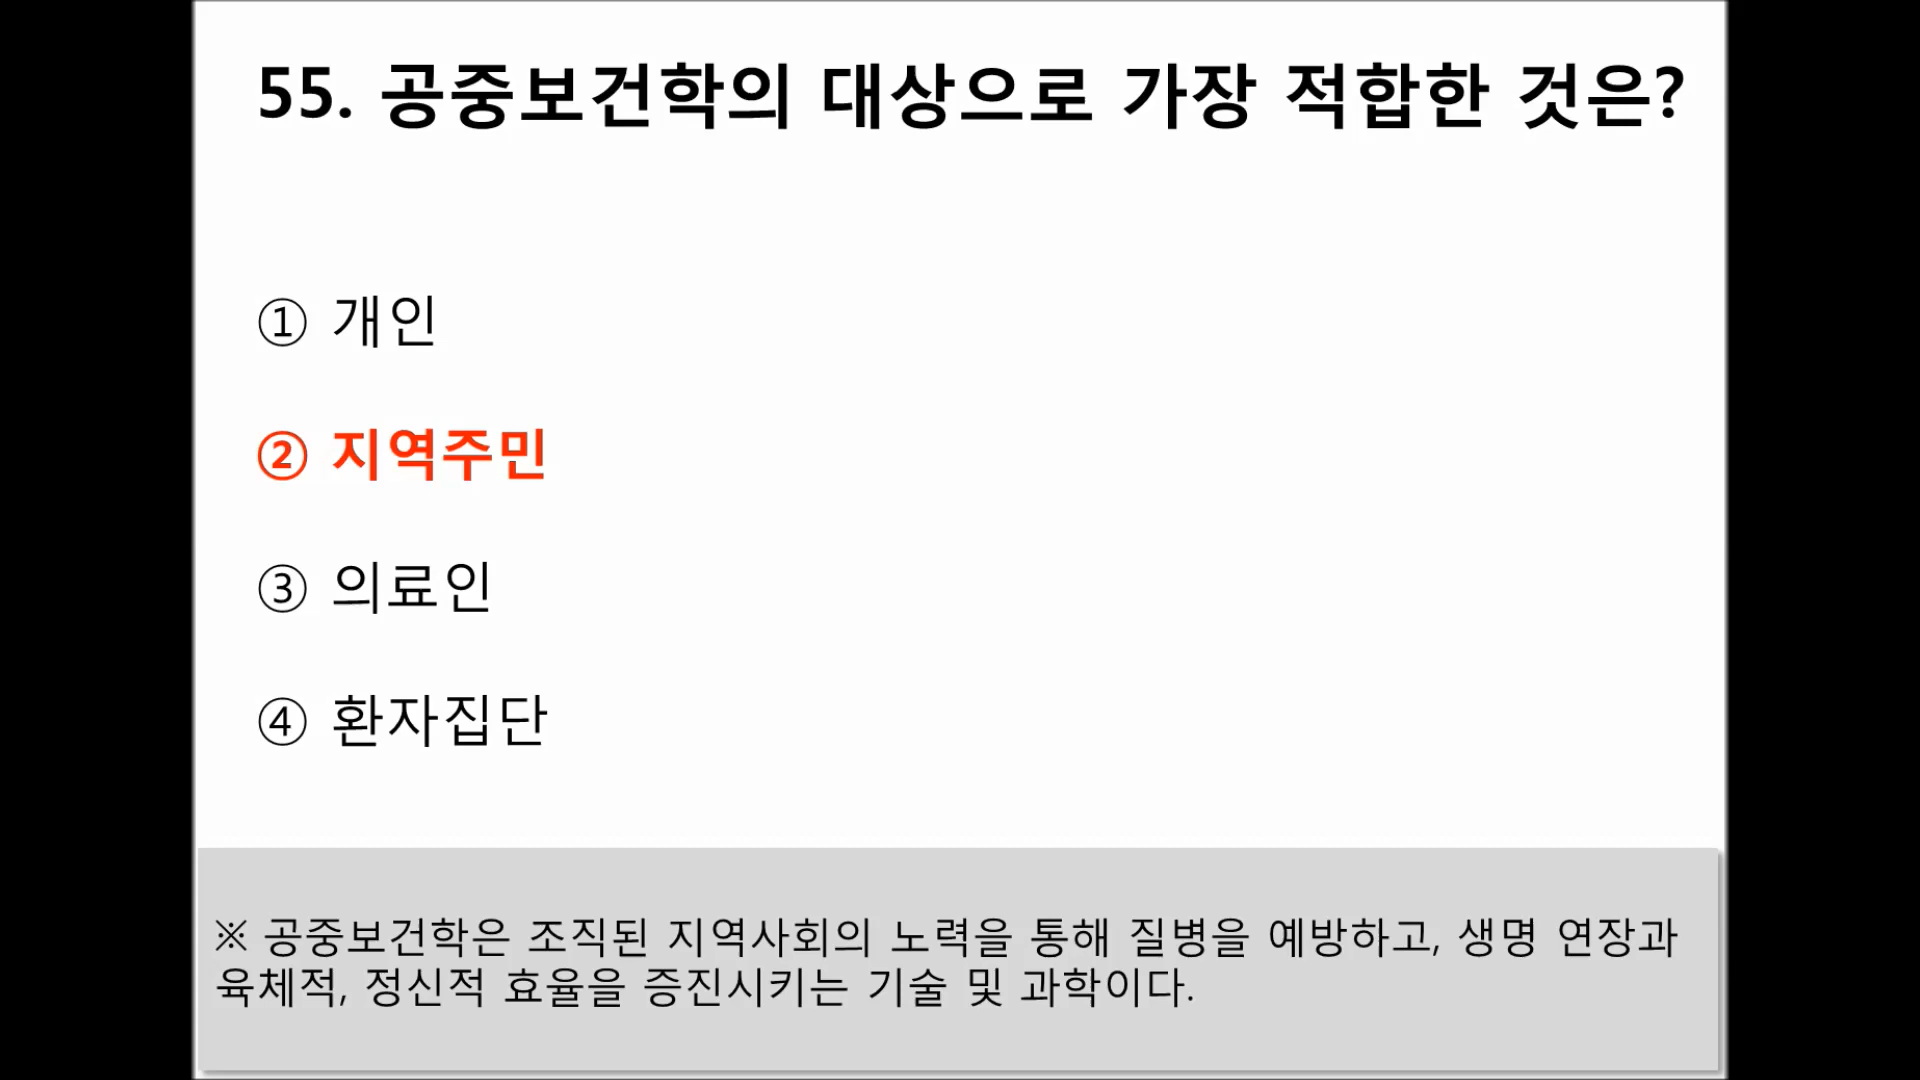 55. 공중보건학의 대상으로 가장 적합한 것은?
① 개인
② 지역주민
③ 의료인
④ 환자집단
※ 공중보건학은 조직된 지역사회의 노력을 통해 질병을 예방하고, 생명 연장과
육체적, 정신적 효율을 증진시키는 기술 및 과학이다.